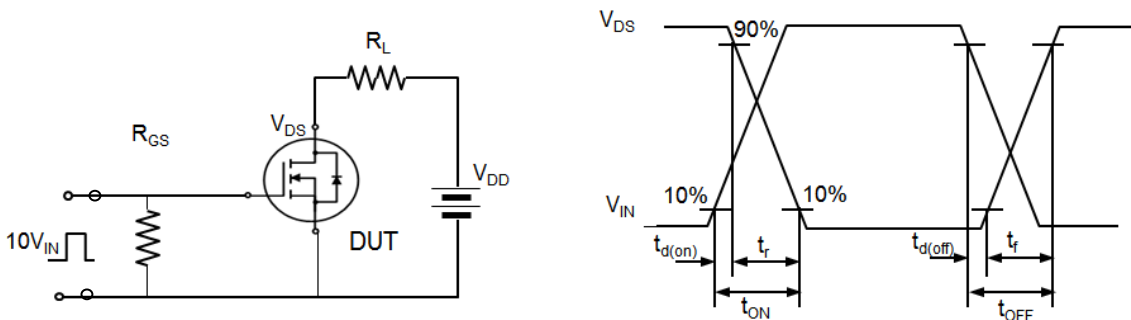 R_L
R_GS
V_DS
V_DD
10V_IN
DUT
V_DS
90%
V_IN
10%
10%
t_d(on)
t_r
t_d(off)
t_f
t_ON
t_OFF